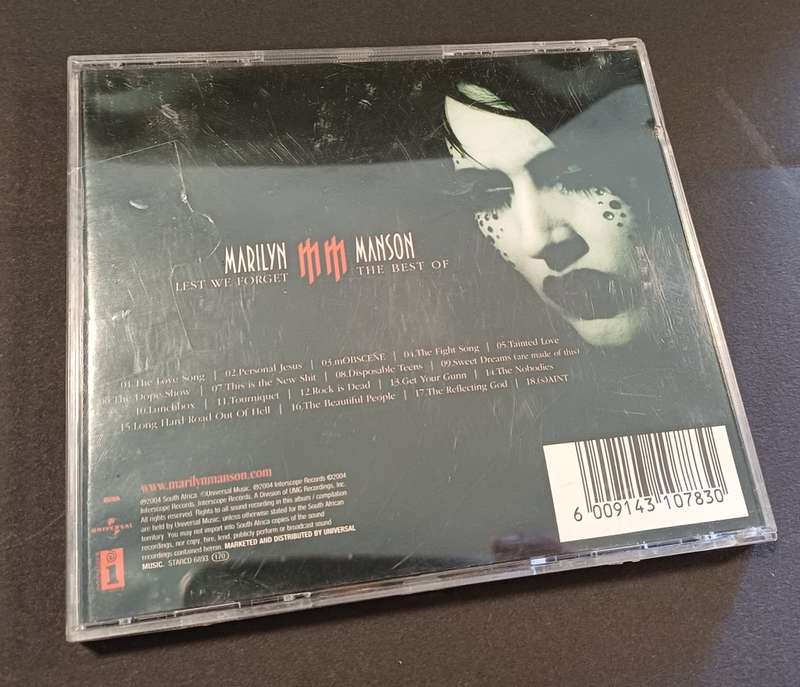 MARILYN MM MANSON
LEST WE FORGET THE BEST OF
01.The Love Song | 02.Personal Jesus | 03.mOBSCENE | 04.The Fight Song | 05.Tainted Love
06.The Dope Show | 07.This is the New Shit | 08.Disposable Teens | 09.Sweet Dreams (are made of this)
10.Lunchbox | 11.Tourniquet | 12.Rock is Dead | 13.Get Your Gunn | 14.The Nobodies
15.Long Hard Road Out Of Hell | 16.The Beautiful People | 17.The Reflecting God | 18.(s)AINT
www.marilynmanson.com
℗2004 South Africa ©Universal Music. ℗2004 Interscope Records ©2004
Interscope Records. Interscope Records. A Division of UMG Recordings, Inc.
All rights reserved. Rights to all sound recording in this album / compilation
are held by Universal Music, unless otherwise stated for the South African
territory. You may not import into South Africa copies of the sound
recordings, nor copy, hire, lend, publicly perform or broadcast sound
recordings contained herein. MARKETED AND DISTRIBUTED BY UNIVERSAL
MUSIC. STARCD 6893 (170)
UNIVERSAL
i
6 009143 107830